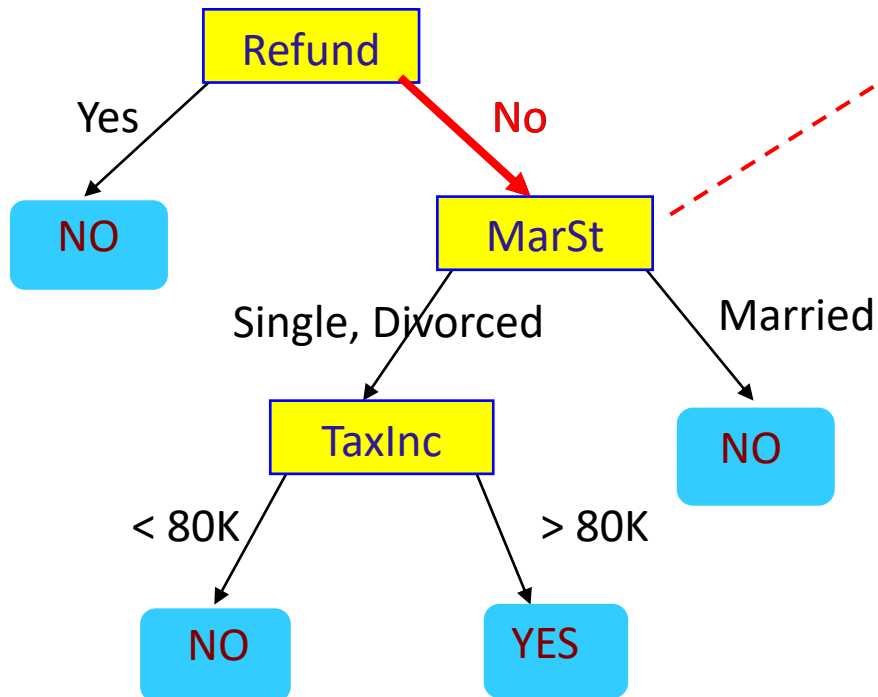 Refund
Yes
No
NO
MarSt
Single, Divorced
Married
TaxInc
NO
< 80K
> 80K
NO
YES